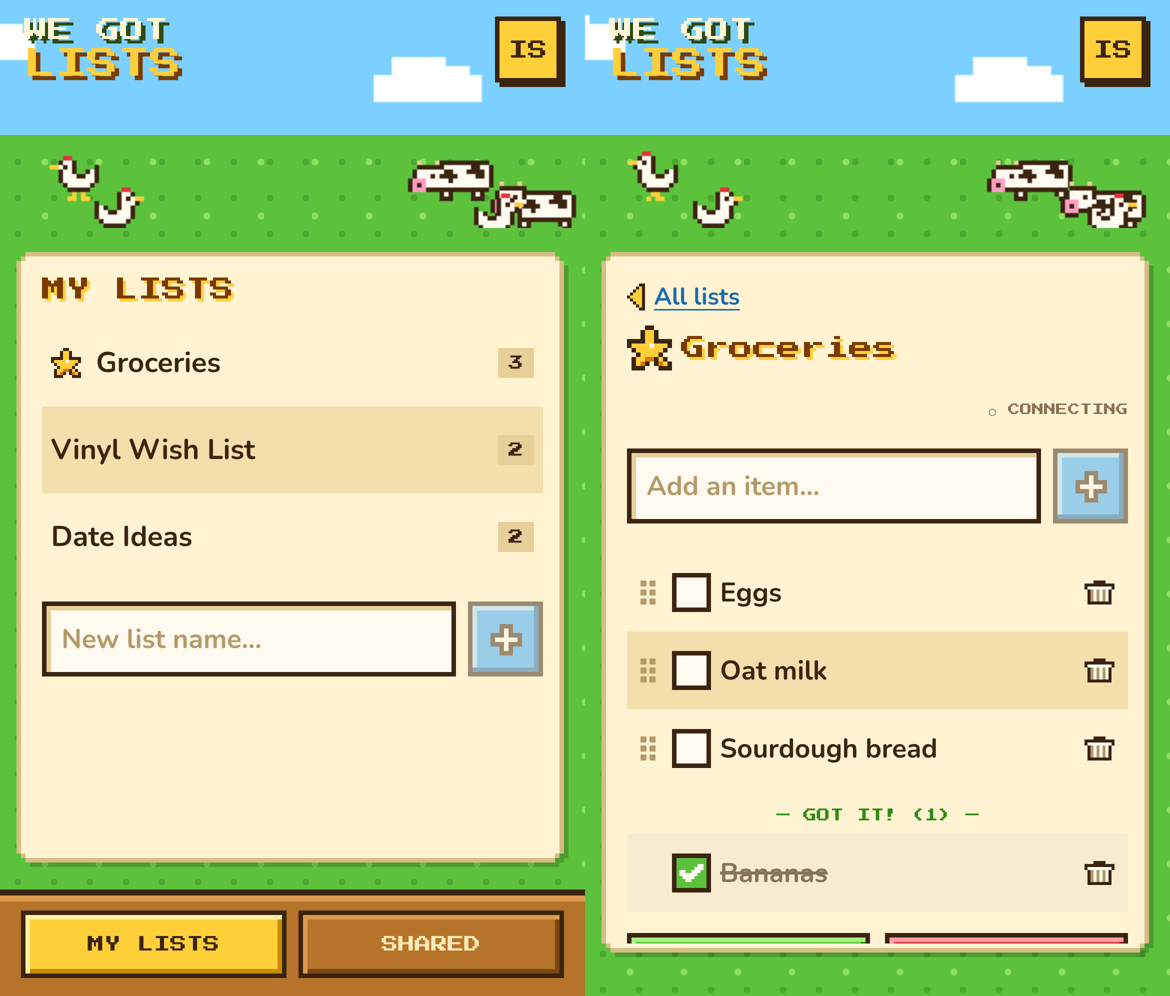 WE GOT
LISTS
IS
MY LISTS
Groceries
3
Vinyl Wish List
2
Date Ideas
2
New list name...
MY LISTS
SHARED
WE GOT
LISTS
IS
All lists
Groceries
CONNECTING
Add an item...
Eggs
Oat milk
Sourdough bread
— GOT IT! (1) —
Bananas